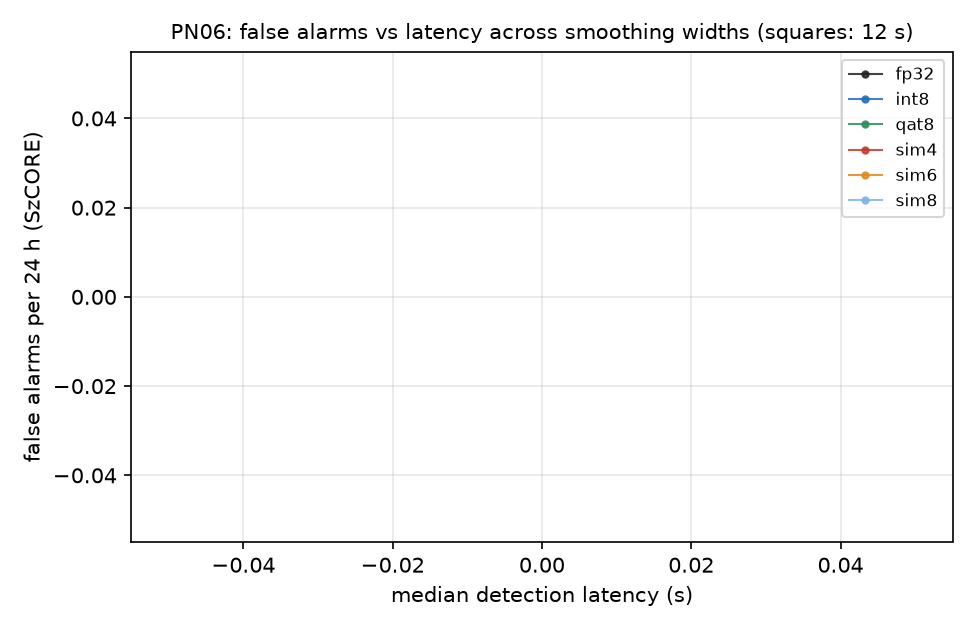 PN06: false alarms vs latency across smoothing widths (squares: 12 s)
fp32
int8
qat8
sim4
sim6
sim8
false alarms per 24 h (SzCORE)
0.04
0.02
0.00
−0.02
−0.04
−0.04
−0.02
0.00
0.02
0.04
median detection latency (s)